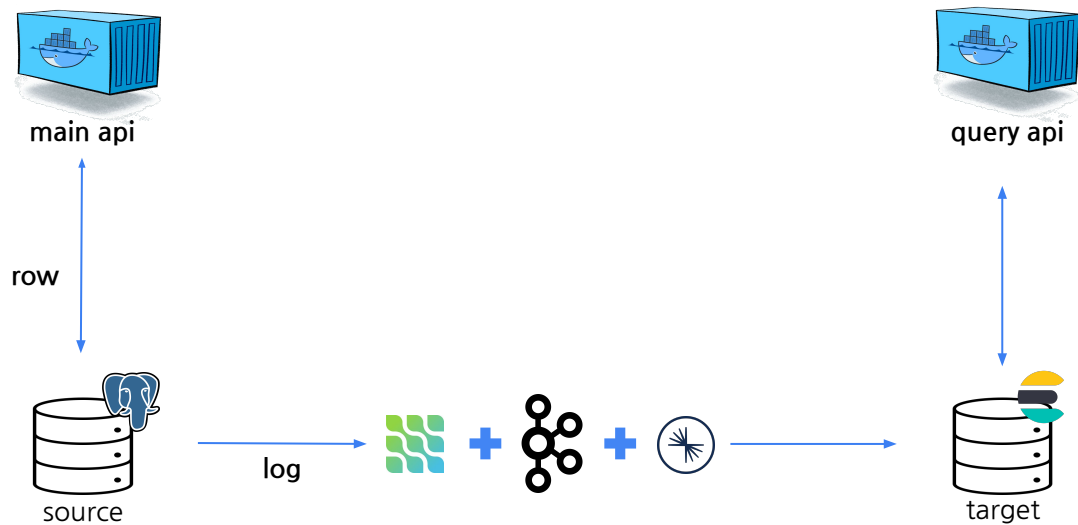 main api
query api
row
log
source
target